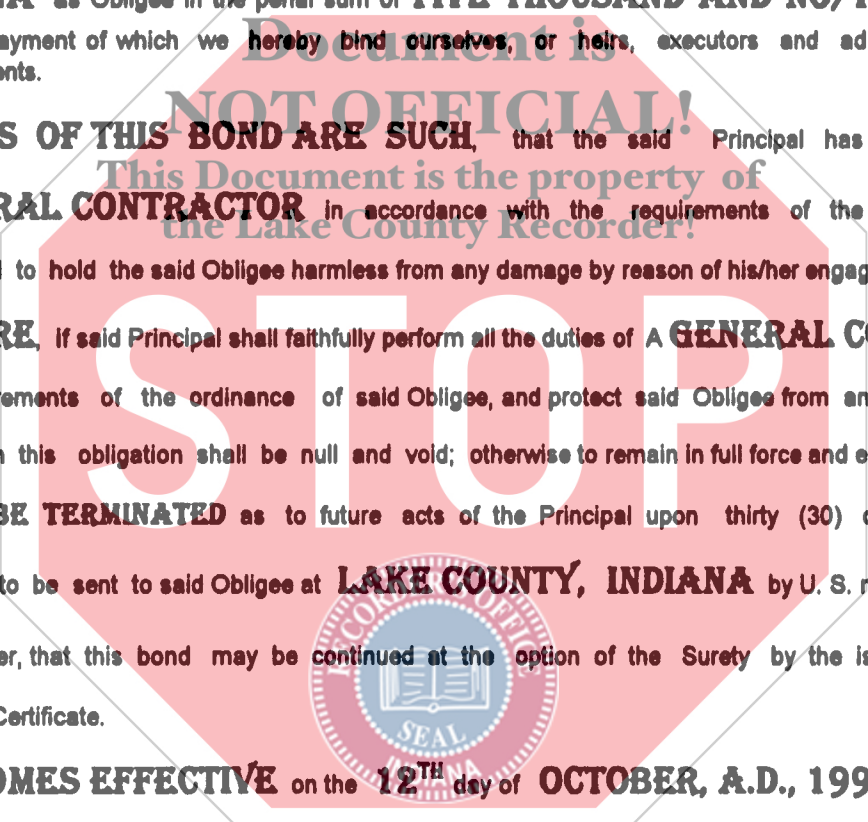 as Obligee in the penal sum of FIVE THOUSAND AND NO/
ayment of which we hereby bind ourselves, or heirs, executors and ad
ents.
Document is
NOT OFFICIAL!
This Document is the property of
the Lake County Recorder!
S OF THIS BOND ARE SUCH, that the said Principal has
RAL CONTRACTOR in accordance with the requirements of the
to hold the said Obligee harmless from any damage by reason of his/her engag
RE, if said Principal shall faithfully perform all the duties of A GENERAL CO
ements of the ordinance of said Obligee, and protect said Obligee from an
this obligation shall be null and void; otherwise to remain in full force and e
STOP
BE TERMINATED as to future acts of the Principal upon thirty (30)
to be sent to said Obligee at LAKE COUNTY, INDIANA by U. S.
er, that this bond may be continued at the option of the Surety by the is
Certificate.
RECORDER'S OFFICE
SEAL
INDIANA
OMES EFFECTIVE on the 12TH day of OCTOBER, A.D., 199